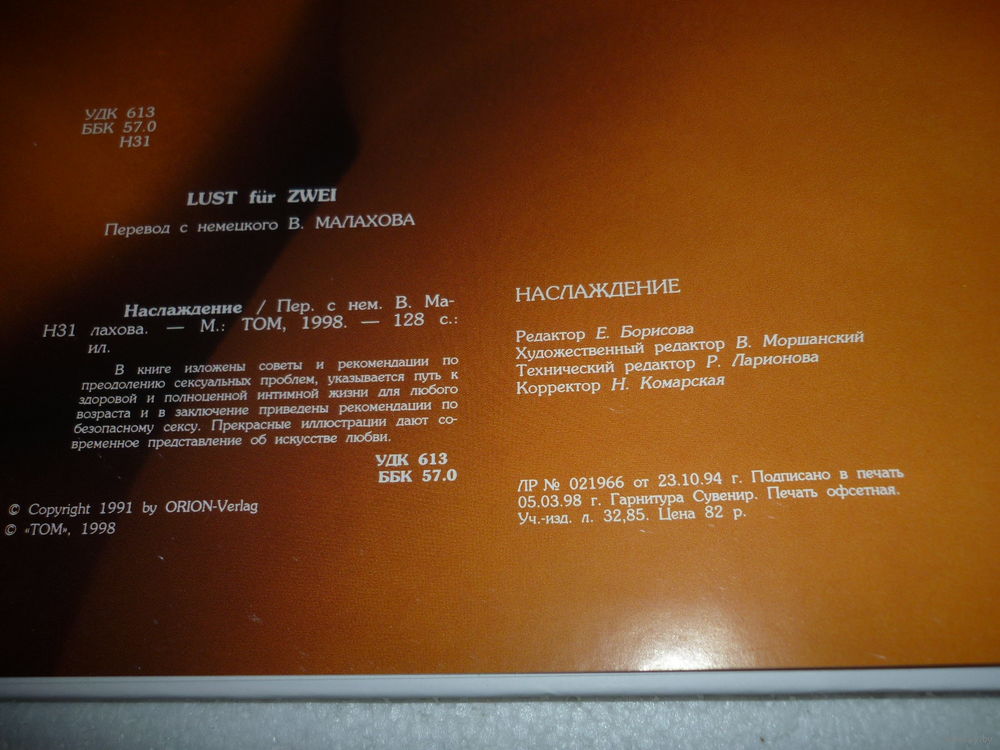 УДК 613
ББК 57.0
Н31
LUST für ZWEI
Перевод с немецкого В. МАЛАХОВА
Наслаждение / Пер. с нем. В. Ма-
Н31 лахова. — М.: ТОМ, 1998. — 128 с.:
ил.
В книге изложены советы и рекомендации по
преодолению сексуальных проблем, указывается путь к
здоровой и полноценной интимной жизни для любого
возраста и в заключение приведены рекомендации по
безопасному сексу. Прекрасные иллюстрации дают со-
временное представление об искусстве любви.
УДК 613
ББК 57.0
© Copyright 1991 by ORION-Verlag
© «ТОМ», 1998
НАСЛАЖДЕНИЕ
Редактор Е. Борисова
Художественный редактор В. Моршанский
Технический редактор Р. Ларионова
Корректор Н. Комарская
ЛР № 021966 от 23.10.94 г. Подписано в печать
05.03.98 г. Гарнитура Сувенир. Печать офсетная.
Уч.-изд. л. 32,85. Цена 82 р.